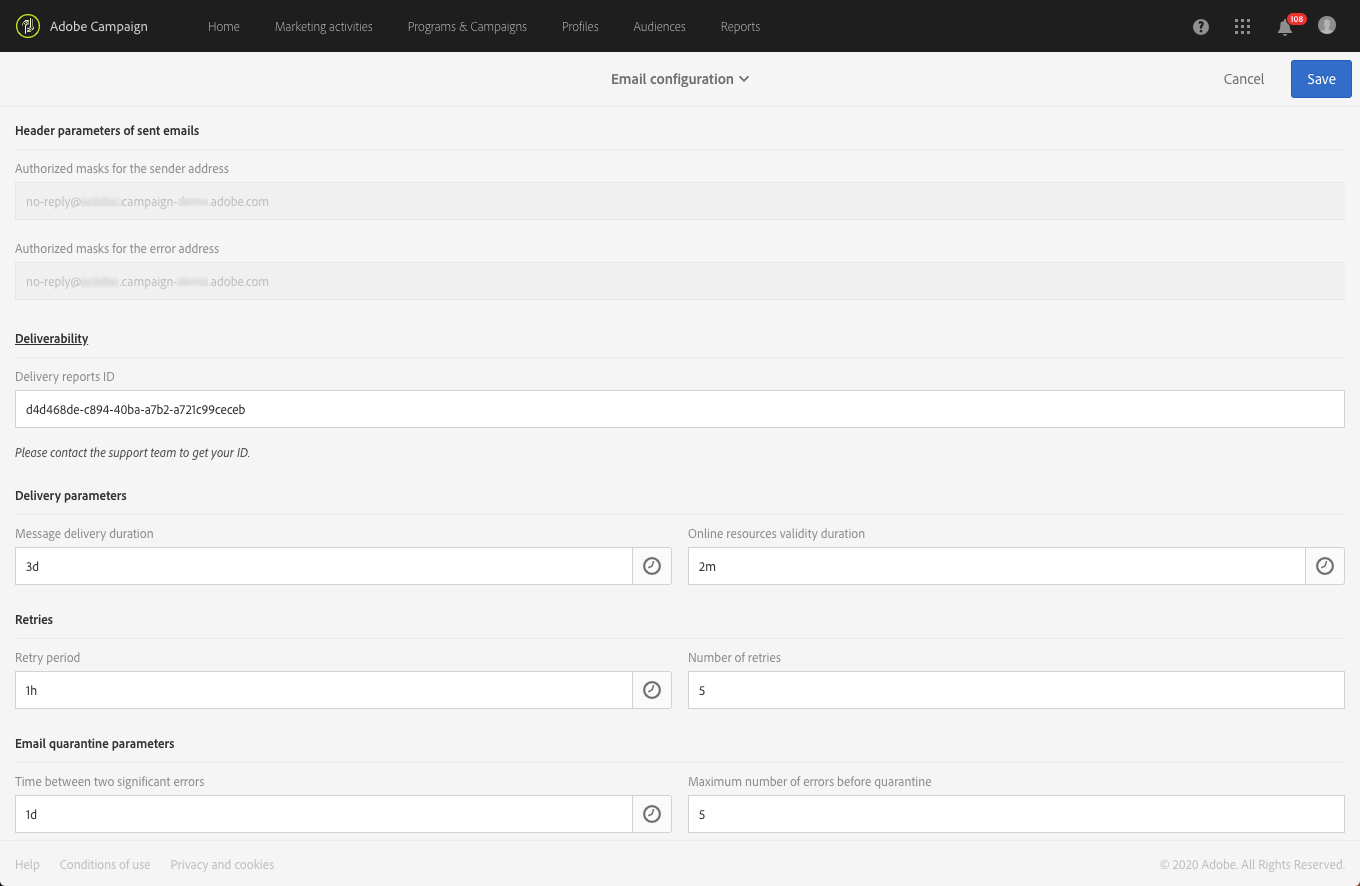 Adobe Campaign Home Marketing activities Programs & Campaigns Profiles Audiences Reports 108
Email configuration Cancel Save
Header parameters of sent emails
Authorized masks for the sender address
no-reply@ .campaign- .adobe.com
Authorized masks for the error address
no-reply@ .campaign- .adobe.com
Deliverability
Delivery reports ID
d4d468de-c894-40ba-a7b2-a721c99ceceb
Please contact the support team to get your ID.
Delivery parameters
Message delivery duration Online resources validity duration
3d 2m
Retries
Retry period Number of retries
1h 5
Email quarantine parameters
Time between two significant errors Maximum number of errors before quarantine
1d 5
Help Conditions of use Privacy and cookies © 2020 Adobe. All Rights Reserved.